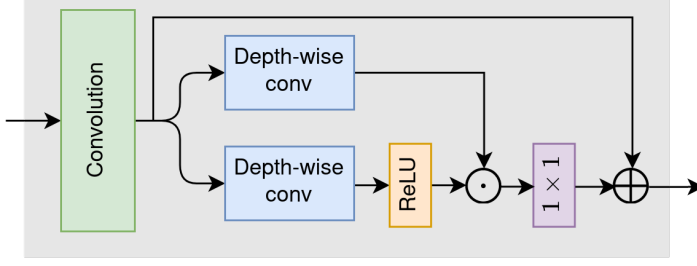 Convolution
Depth-wise
conv
Depth-wise
conv
ReLU
1 × 1